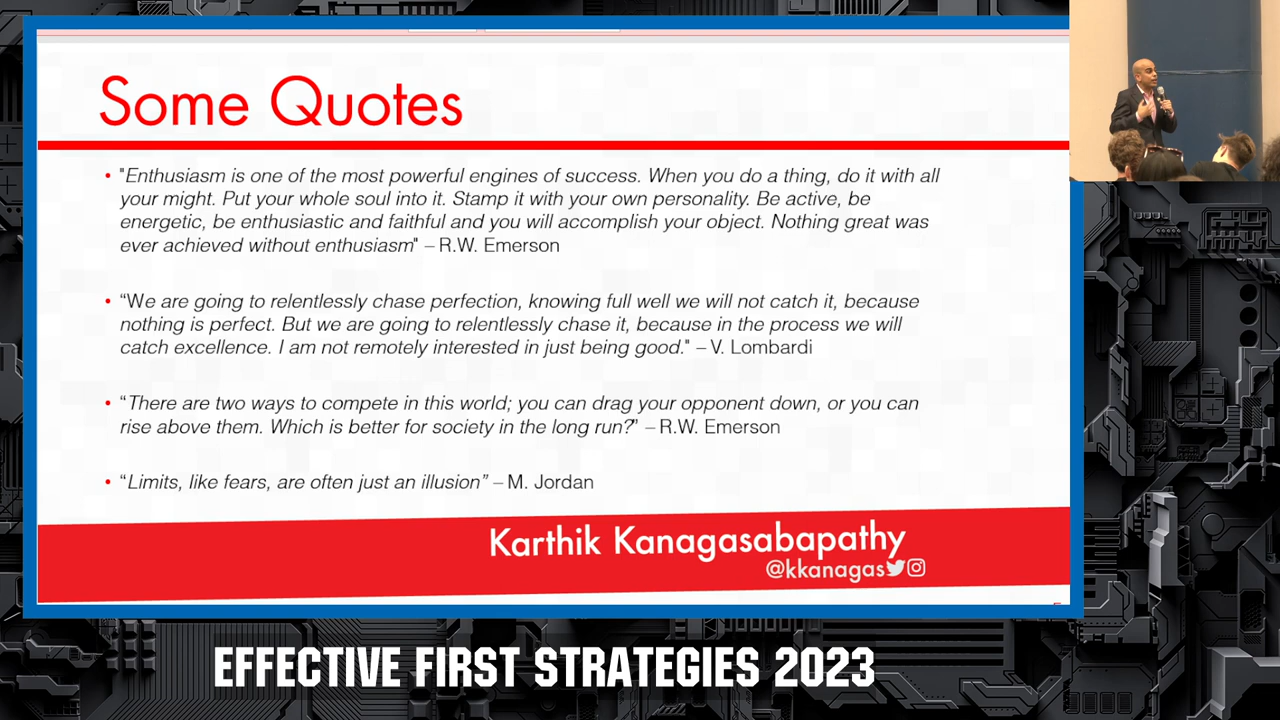 Some Quotes
• "Enthusiasm is one of the most powerful engines of success. When you do a thing, do it with all
your might. Put your whole soul into it. Stamp it with your own personality. Be active, be
energetic, be enthusiastic and faithful and you will accomplish your object. Nothing great was
ever achieved without enthusiasm" – R.W. Emerson
• “We are going to relentlessly chase perfection, knowing full well we will not catch it, because
nothing is perfect. But we are going to relentlessly chase it, because in the process we will
catch excellence. I am not remotely interested in just being good." – V. Lombardi
• “There are two ways to compete in this world; you can drag your opponent down, or you can
rise above them. Which is better for society in the long run?” – R.W. Emerson
• “Limits, like fears, are often just an illusion” – M. Jordan
Karthik Kanagasabapathy
@kkanagas
EFFECTIVE FIRST STRATEGIES 2023